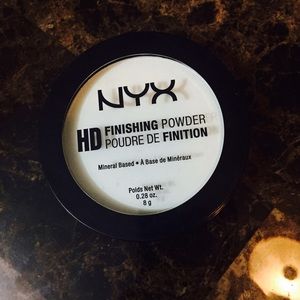 NYX
HD FINISHING POWDER
POUDRE DE FINITION
Mineral Based • À Base de Minéraux
Poids Net Wt.
0.28 oz.
8 g